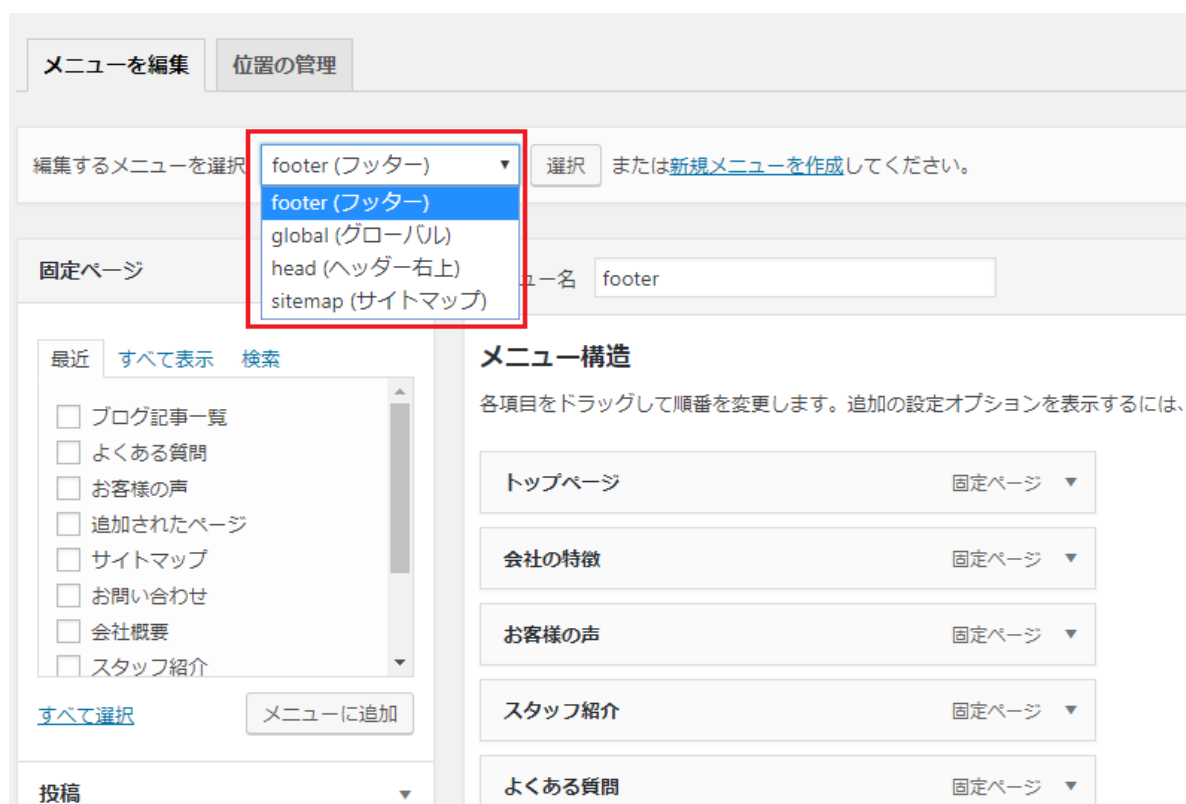 メニューを編集
位置の管理
編集するメニューを選択 footer (フッター) 選択 または新規メニューを作成してください。
footer (フッター)
global (グローバル)
head (ヘッダー右上)
sitemap (サイトマップ)
固定ページ
ュー名 footer
最近 すべて表示 検索
ブログ記事一覧
よくある質問
お客様の声
追加されたページ
サイトマップ
お問い合わせ
会社概要
スタッフ紹介
すべて選択 メニューに追加
投稿
メニュー構造
各項目をドラッグして順番を変更します。追加の設定オプションを表示するには、
トップページ 固定ページ
会社の特徴 固定ページ
お客様の声 固定ページ
スタッフ紹介 固定ページ
よくある質問 固定ページ